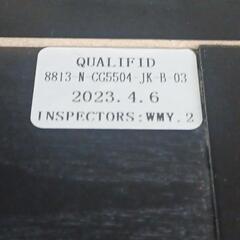 QUALIFID
8813-N-CG5504-JK-B-03
2023.4.6
INSPECTORS:WMY.2